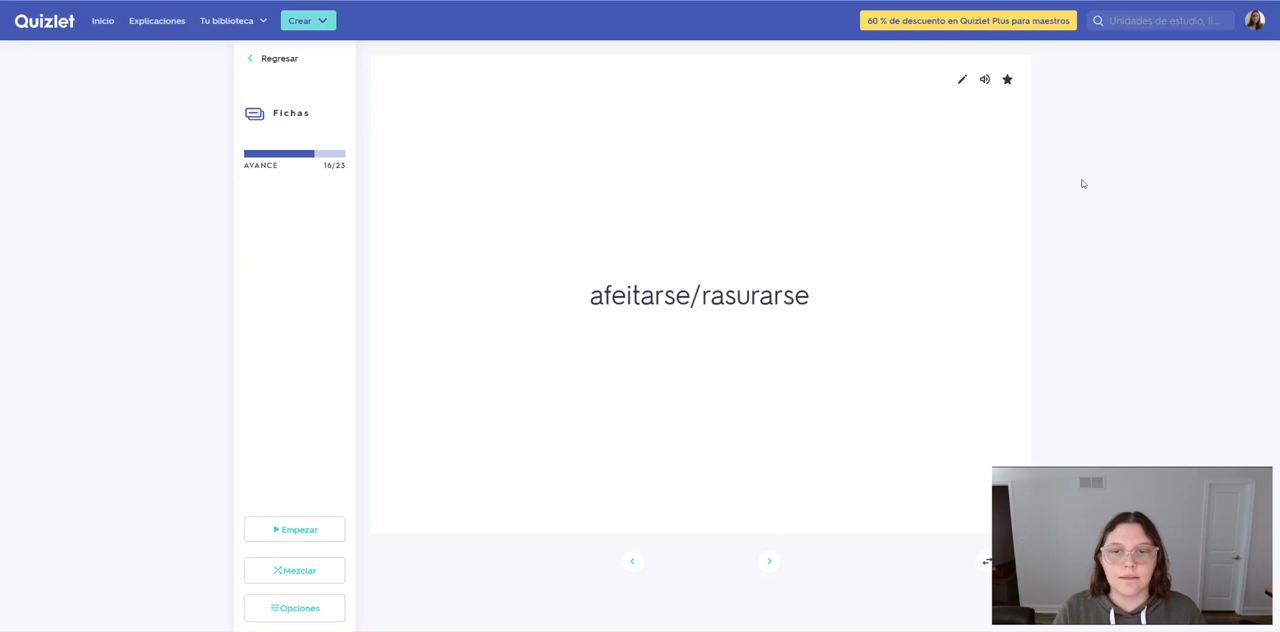 Quizlet
Inicio
Explicaciones
Tu biblioteca
Crear
60 % de descuento en Quizlet Plus para maestros
Unidades de estudio, lI...
Regresar
Fichas
AVANCE
16/23
afeitarse/rasurarse
Empezar
Mezclar
Opciones